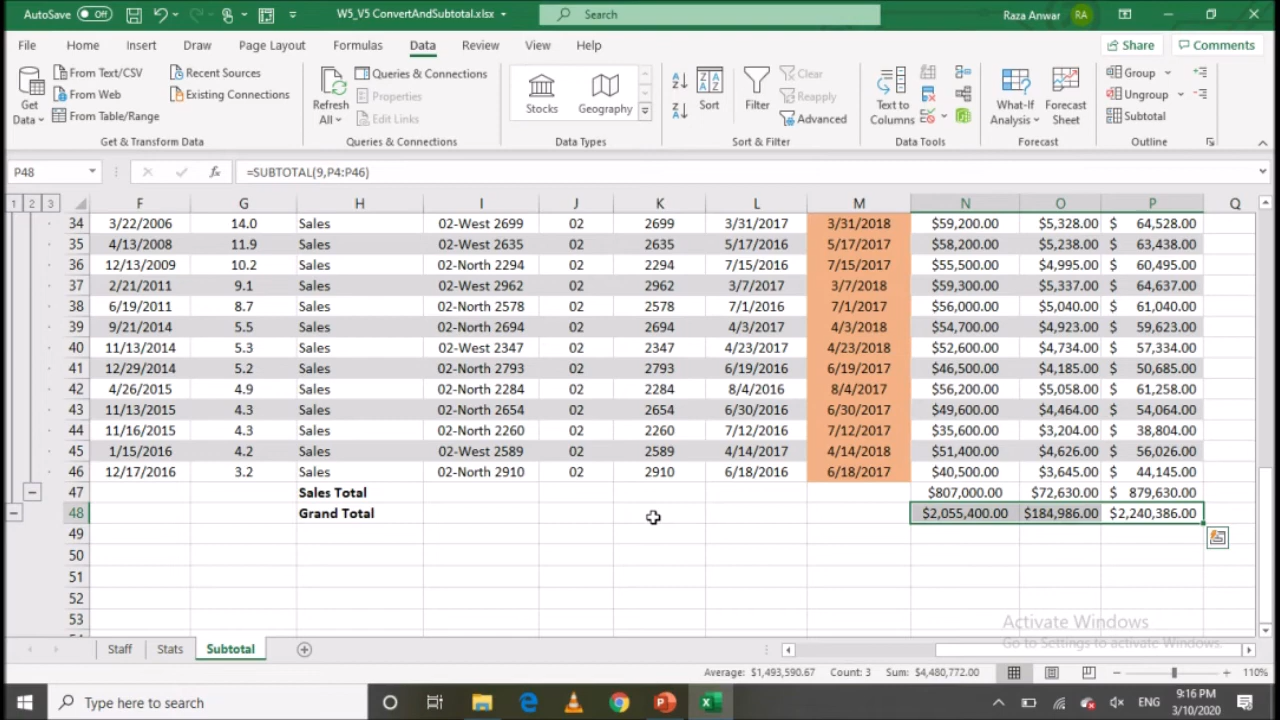 AutoSave Off W5_V5 ConvertAndSubtotal.xlsx Search Raza Anwar RA
File Home Insert Draw Page Layout Formulas Data Review View Help Share Comments
From Text/CSV Recent Sources Queries & Connections Clear Group
From Web Existing Connections Properties Reapply Ungroup
From Table/Range Edit Links Advanced Subtotal
Get Data Refresh All Stocks Geography Sort Filter Text to Columns What-If Analysis Forecast Sheet
Get & Transform Data Queries & Connections Data Types Sort & Filter Data Tools Forecast Outline
P48 fx =SUBTOTAL(9,P4:P46)
1 2 3 F G H I J K L M N O P Q
34 3/22/2006 14.0 Sales 02-West 2699 02 2699 3/31/2017 3/31/2018 $59,200.00 $5,328.00 $ 64,528.00
35 4/13/2008 11.9 Sales 02-West 2635 02 2635 5/17/2016 5/17/2017 $58,200.00 $5,238.00 $ 63,438.00
36 12/13/2009 10.2 Sales 02-North 2294 02 2294 7/15/2016 7/15/2017 $55,500.00 $4,995.00 $ 60,495.00
37 2/21/2011 9.1 Sales 02-West 2962 02 2962 3/7/2017 3/7/2018 $59,300.00 $5,337.00 $ 64,637.00
38 6/19/2011 8.7 Sales 02-North 2578 02 2578 7/1/2016 7/1/2017 $56,000.00 $5,040.00 $ 61,040.00
39 9/21/2014 5.5 Sales 02-North 2694 02 2694 4/3/2017 4/3/2018 $54,700.00 $4,923.00 $ 59,623.00
40 11/13/2014 5.3 Sales 02-West 2347 02 2347 4/23/2017 4/23/2018 $52,600.00 $4,734.00 $ 57,334.00
41 12/29/2014 5.2 Sales 02-North 2793 02 2793 6/19/2016 6/19/2017 $46,500.00 $4,185.00 $ 50,685.00
42 4/26/2015 4.9 Sales 02-North 2284 02 2284 8/4/2016 8/4/2017 $56,200.00 $5,058.00 $ 61,258.00
43 11/13/2015 4.3 Sales 02-North 2654 02 2654 6/30/2016 6/30/2017 $49,600.00 $4,464.00 $ 54,064.00
44 11/16/2015 4.3 Sales 02-North 2260 02 2260 7/12/2016 7/12/2017 $35,600.00 $3,204.00 $ 38,804.00
45 1/15/2016 4.2 Sales 02-West 2589 02 2589 4/14/2017 4/14/2018 $51,400.00 $4,626.00 $ 56,026.00
46 12/17/2016 3.2 Sales 02-North 2910 02 2910 6/18/2016 6/18/2017 $40,500.00 $3,645.00 $ 44,145.00
47 Sales Total $807,000.00 $72,630.00 $ 879,630.00
48 Grand Total $2,055,400.00 $184,986.00 $2,240,386.00
49
50
51
52
53
Activate Windows
Go to Settings to activate Windows.
Staff Stats Subtotal
Average: $1,493,590.67 Count: 3 Sum: $4,480,772.00 110%
Type here to search ENG 9:16 PM
3/10/2020